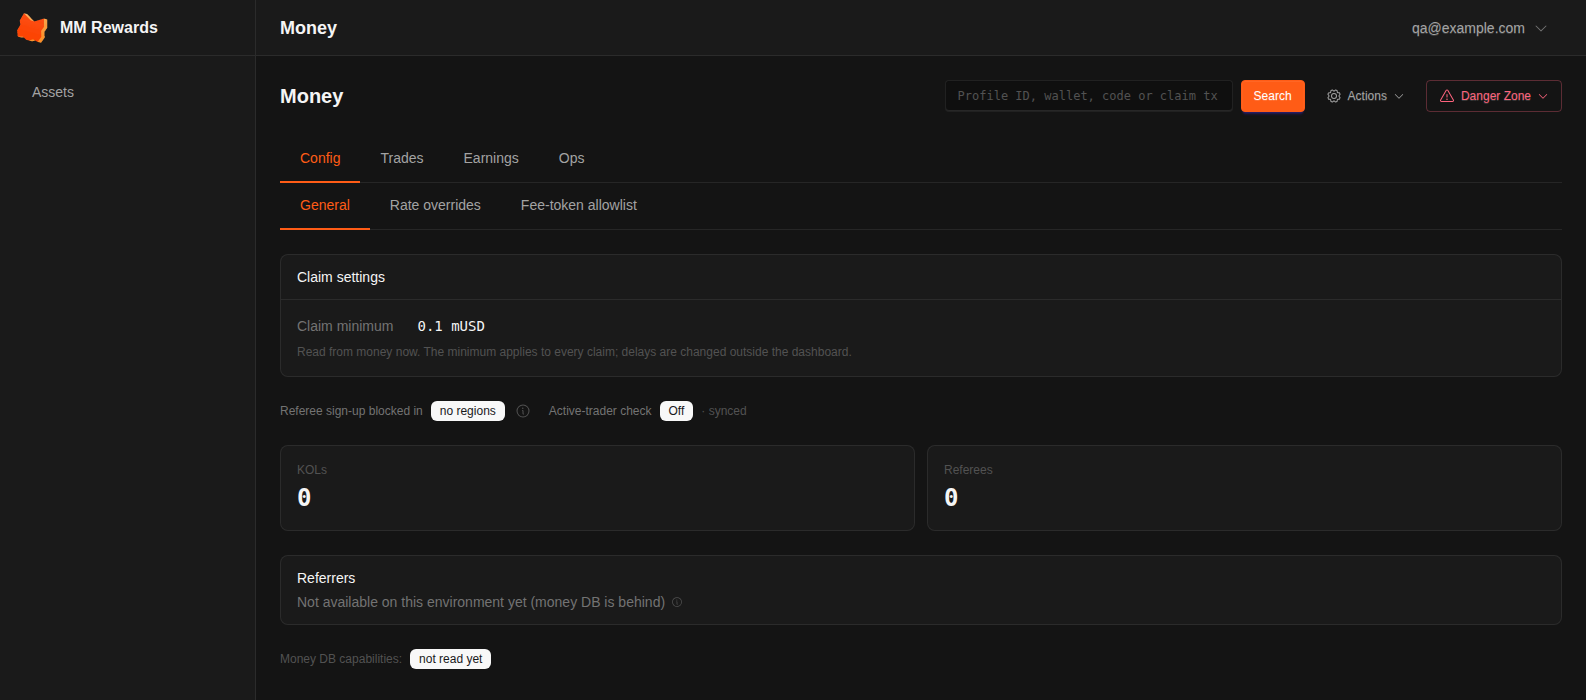 MM Rewards
Money
qa@example.com
Assets
Money
Profile ID, wallet, code or claim tx
Search
Actions
Danger Zone
Config
Trades
Earnings
Ops
General
Rate overrides
Fee-token allowlist
Claim settings
Claim minimum 0.1 mUSD
Read from money now. The minimum applies to every claim; delays are changed outside the dashboard.
Referee sign-up blocked in no regions Active-trader check Off · synced
KOLs
0
Referees
0
Referrers
Not available on this environment yet (money DB is behind)
Money DB capabilities: not read yet